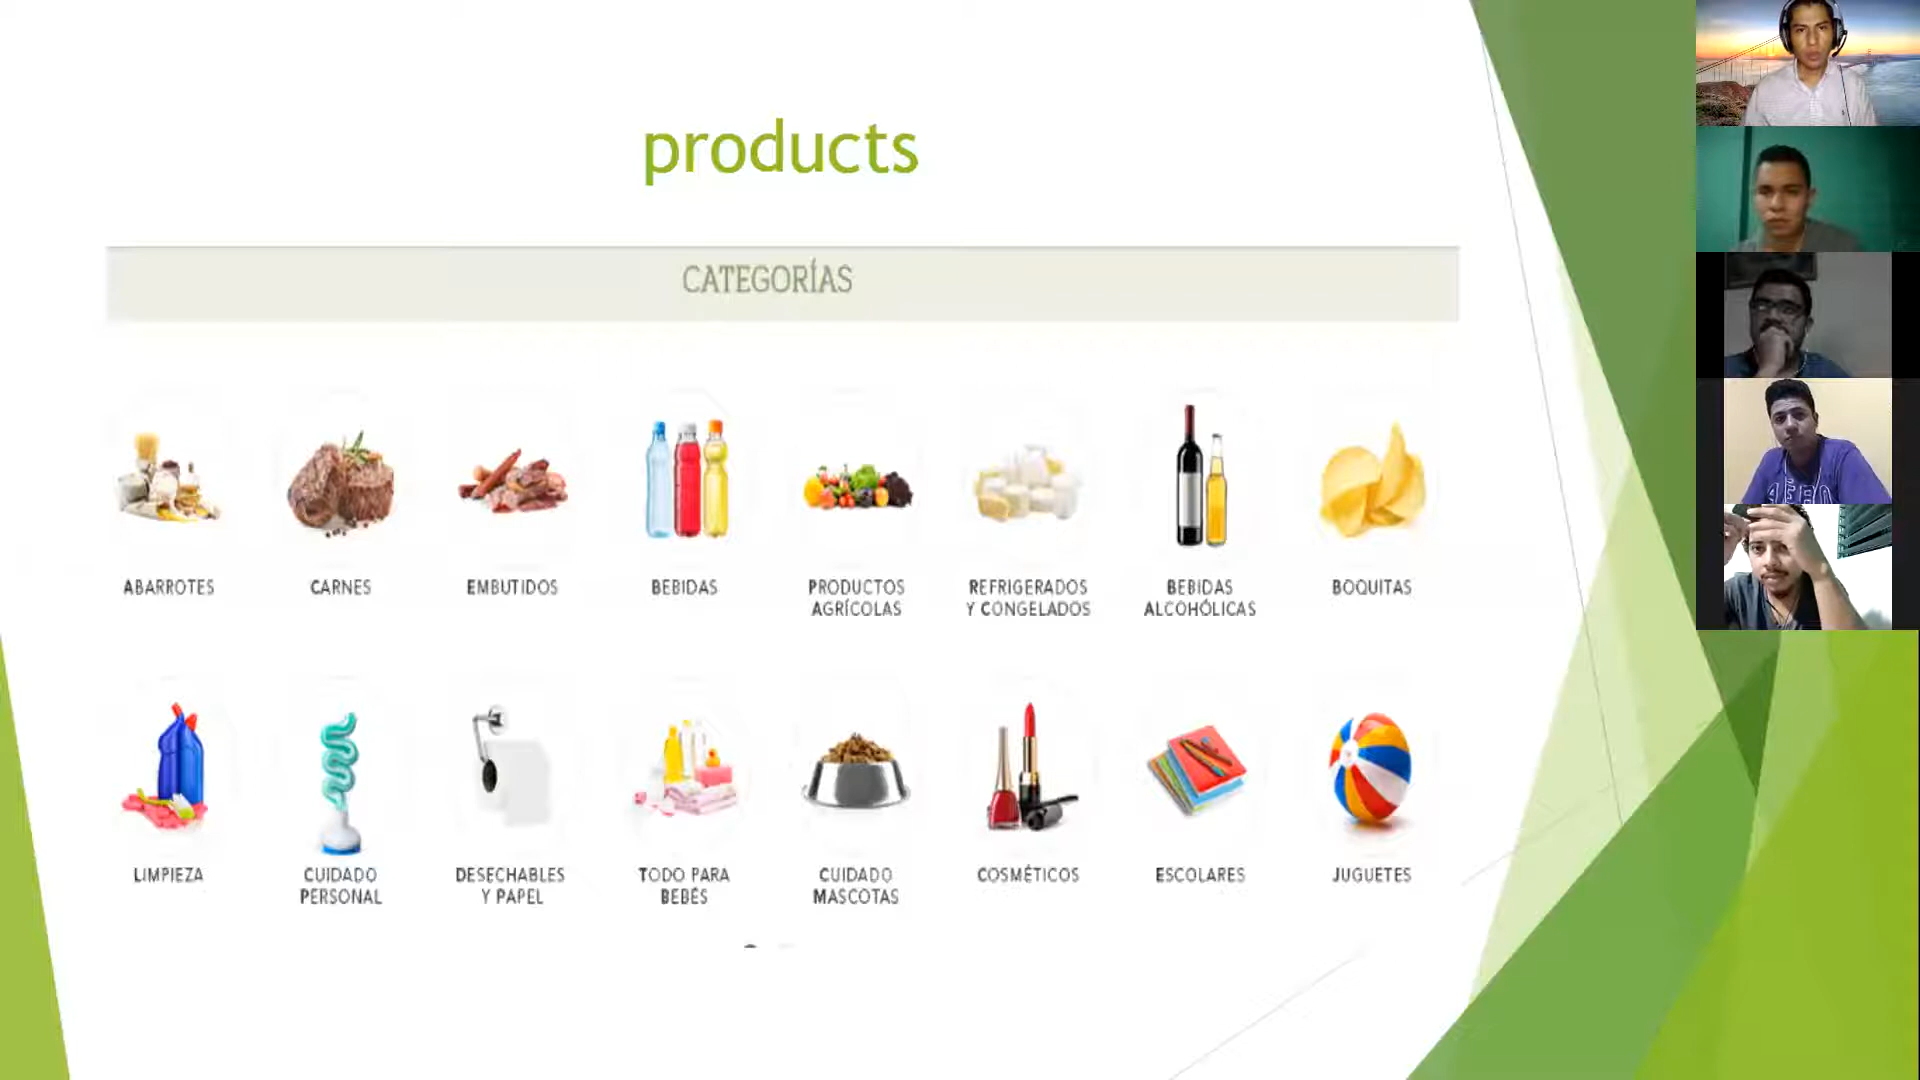 products
CATEGORÍAS
ABARROTES
CARNES
EMBUTIDOS
BEBIDAS
PRODUCTOS
AGRÍCOLAS
REFRIGERADOS
Y CONGELADOS
BEBIDAS
ALCOHÓLICAS
BOQUITAS
LIMPIEZA
CUIDADO
PERSONAL
DESECHABLES
Y PAPEL
TODO PARA
BEBÉS
CUIDADO
MASCOTAS
COSMÉTICOS
ESCOLARES
JUGUETES